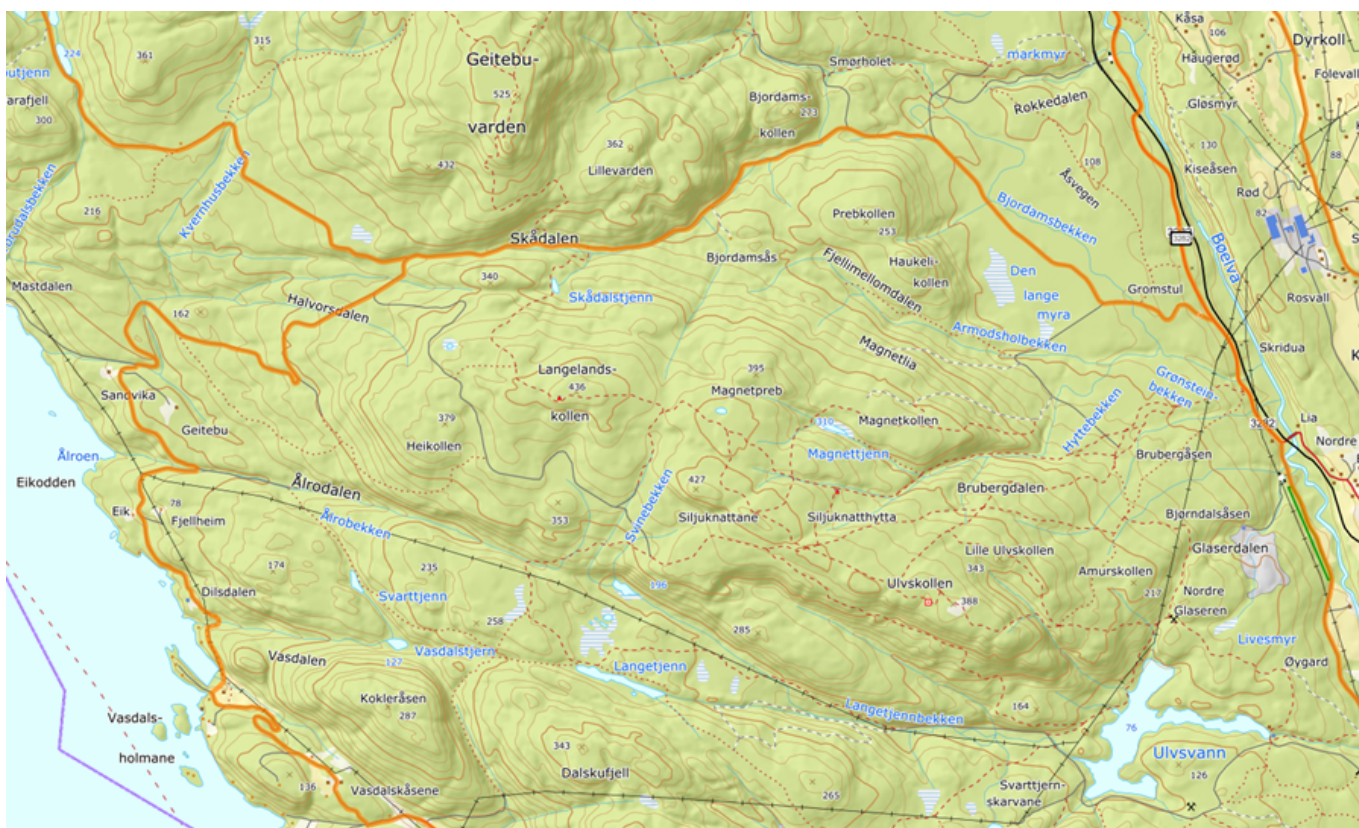 Kåsa
106
Dyrkoll-
315
Geitebu-
224
361
markmyr
Smørholet
Haugerød
Folevall
525
Rokkedalen
Gløsmyr
Bjordams-
273
kollen
300
varden
362
130
88
432
Lillevarden
108
Kiseåsen
Kvernhusbekken
Åsvegen
Rød
216
Prebkollen
253
Bjordamsbekken
82
3282
Bøelva
Skådalen
Mastdalen
340
Bjordamsås
Fjellimellomdalen
Haukeli-
kollen
Den
lange
myra
Gromstul
Rosvall
Halvorsdalen
162
Skådalstjenn
Armodsholbekken
Skridua
Magnetlia
395
Langelands-
436
kollen
Magnetpreb
Grønstein-
bekken
Sandvika
379
310
Magnetkollen
Hyttebekken
3282
Lia
Geitebu
Heikollen
Magnettjenn
Nordre
Ålroen
Brubergåsen
Eikodden
Ålrodalen
427
Brubergdalen
78
Eik
Fjellheim
Ålrobekken
353
Svinebekken
Siljuknattane
Siljuknatthytta
Bjørndalsåsen
Glaserdalen
Lille Ulvskollen
343
174
235
Amurskollen
Dilsdalen
Svarttjenn
196
Ulvskollen
388
217
Nordre
Glaseren
258
285
Livesmyr
Vasdalen
127
Vasdalstjern
Langetjenn
Øygard
Kokleråsen
287
164
Langetjennbekken
Vasdals-
holmane
76
343
Ulvsvann
Dalskufjell
126
136
Vasdalskåsene
265
Svarttjern-
skarvane